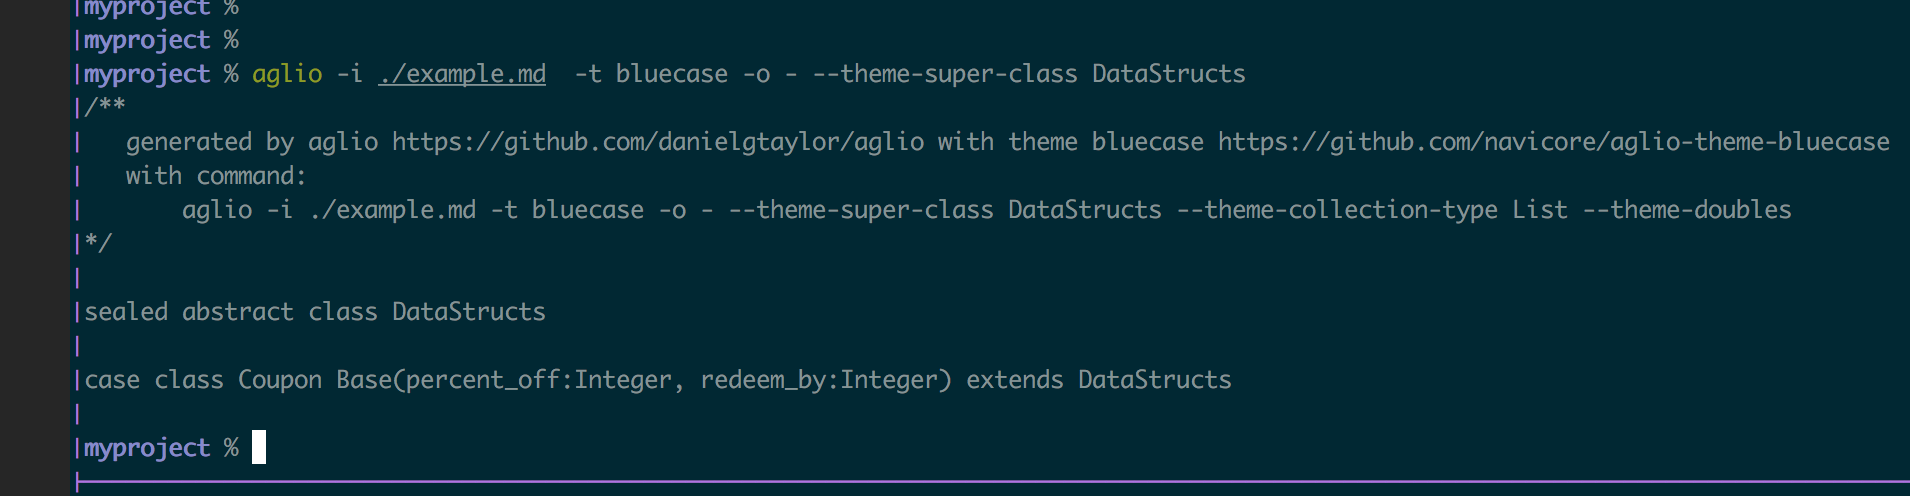 |myproject %
|myproject %
|myproject % aglio -i ./example.md  -t bluecase -o - --theme-super-class DataStructs
|/**
|   generated by aglio https://github.com/danielgtaylor/aglio with theme bluecase https://github.com/navicore/aglio-theme-bluecase
|   with command:
|       aglio -i ./example.md -t bluecase -o - --theme-super-class DataStructs --theme-collection-type List --theme-doubles
|*/
|
|sealed abstract class DataStructs
|
|case class Coupon Base(percent_off:Integer, redeem_by:Integer) extends DataStructs
|
|myproject %